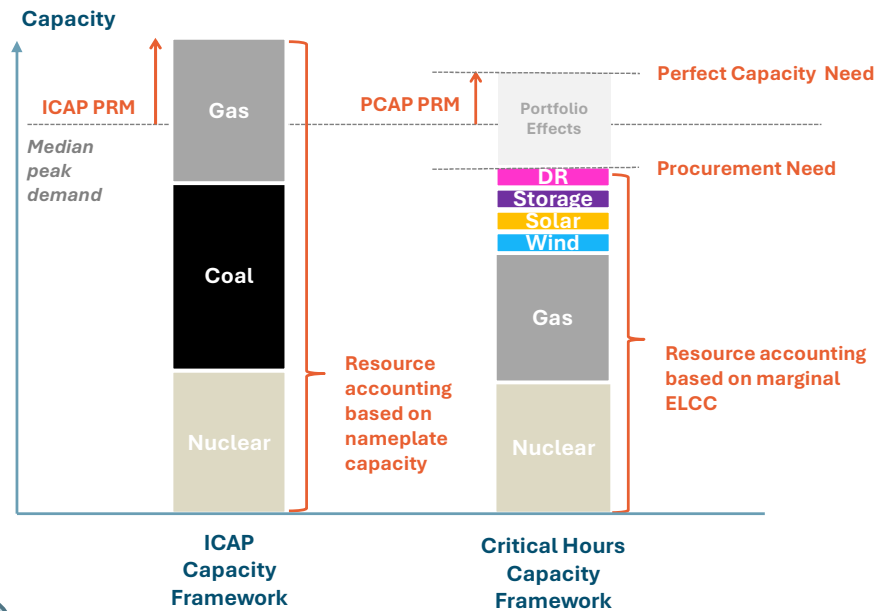 Capacity
ICAP PRM
Median
peak
demand
Gas
Coal
Nuclear
Resource
accounting
based on
nameplate
capacity
ICAP
Capacity
Framework
PCAP PRM
Portfolio
Effects
DR
Storage
Solar
Wind
Gas
Nuclear
Perfect Capacity Need
Procurement Need
Resource accounting
based on marginal
ELCC
Critical Hours
Capacity
Framework